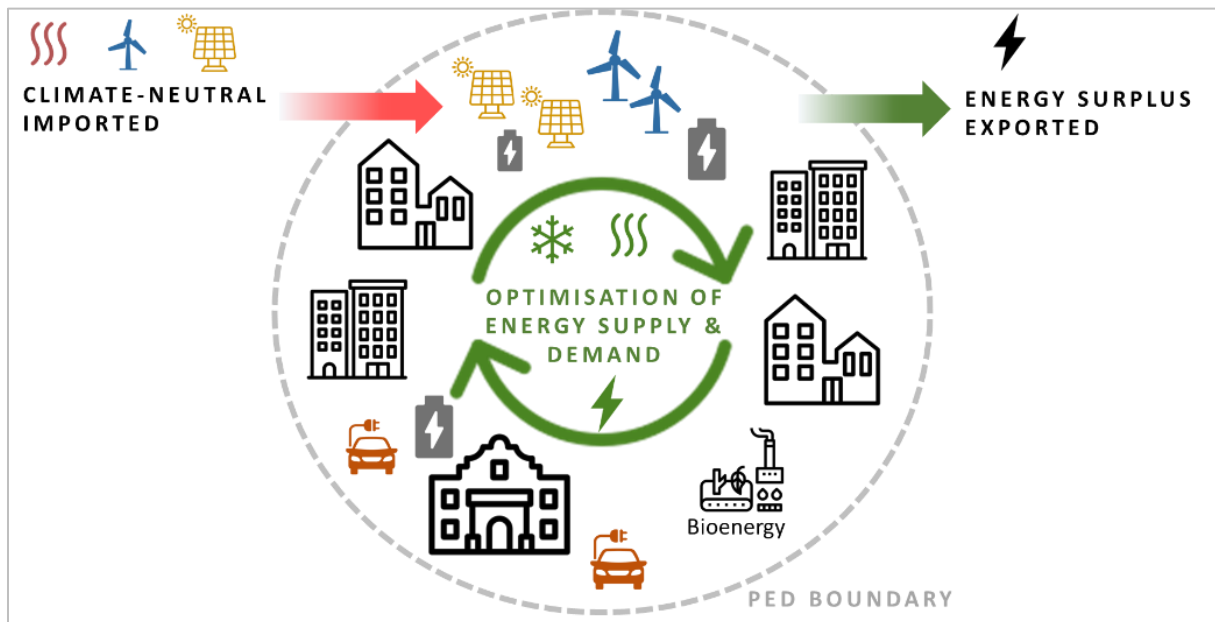 CLIMATE-NEUTRAL
IMPORTED
ENERGY SURPLUS
EXPORTED
OPTIMISATION OF
ENERGY SUPPLY &
DEMAND
Bioenergy
PED BOUNDARY